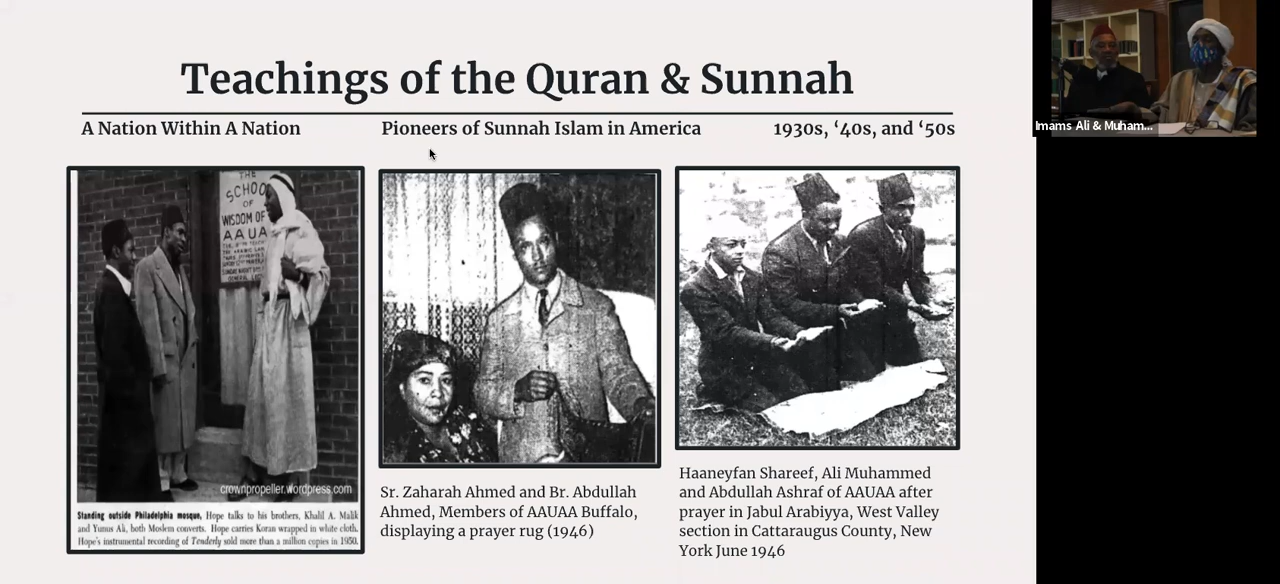 Teachings of the Quran & Sunnah
A Nation Within A Nation
Pioneers of Sunnah Islam in America
1930s, ‘40s, and ‘50s
THE
SCHOO
OF
WISDOM OF
AAUA
crownpropeller.wordpress.com
Standing outside Philadelphia mosque, Hope talks to his brothers, Khalil A. Malik
and Yunus Ali, both Moslem converts. Hope carries Koran wrapped in white cloth.
Hope's instrumental recording of Tenderly sold more than a million copies in 1950.
Sr. Zaharah Ahmed and Br. Abdullah
Ahmed, Members of AAUAA Buffalo,
displaying a prayer rug (1946)
Haaneyfan Shareef, Ali Muhammed
and Abdullah Ashraf of AAUAA after
prayer in Jabul Arabiyya, West Valley
section in Cattaraugus County, New
York June 1946
Imams Ali & Muham...